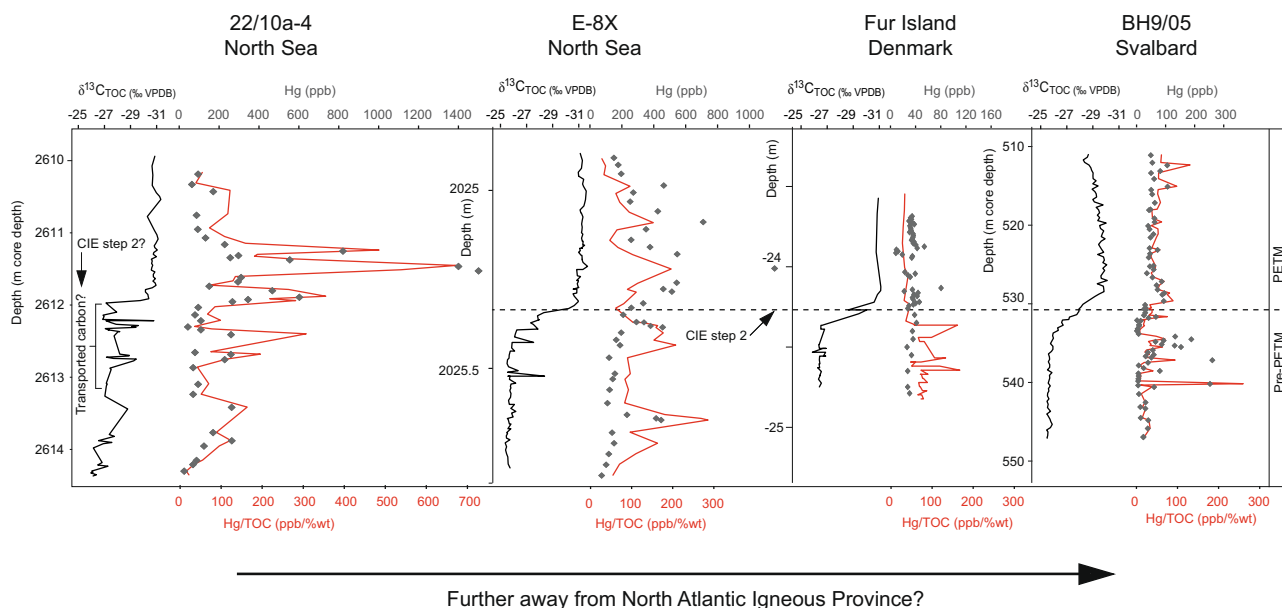 22/10a-4
North Sea
E-8X
North Sea
Fur Island
Denmark
BH9/05
Svalbard
δ13CTOC (‰ VPDB)
Hg (ppb)
-25 -27 -29 -31 0 200 400 600 800 1000 1200 1400
Depth (m core depth)
2610
2611
2612
2613
2614
CIE step 2?
Transported carbon?
0 100 200 300 400 500 600 700
Hg/TOC (ppb/%wt)
δ13CTOC (‰ VPDB)
Hg (ppb)
-25 -27 -29 -31 200 400 600 800 1000
Depth (m)
2025
2025.5
CIE step 2
0 100 200 300
Hg/TOC (ppb/%wt)
δ13CTOC (‰ VPDB)
Hg (ppb)
-25 -27 -29 -31 0 40 80 160
Depth (m)
-24
-25
0 100 200 300
Hg/TOC (ppb/%wt)
δ13CTOC (‰ VPDB)
Hg (ppb)
-25 -27 -29 -31 0 100 300
Depth (m core depth)
510
520
530
540
550
PETM
Pre-PETM
0 100 200 300
Hg/TOC (ppb/%wt)
Further away from North Atlantic Igneous Province?